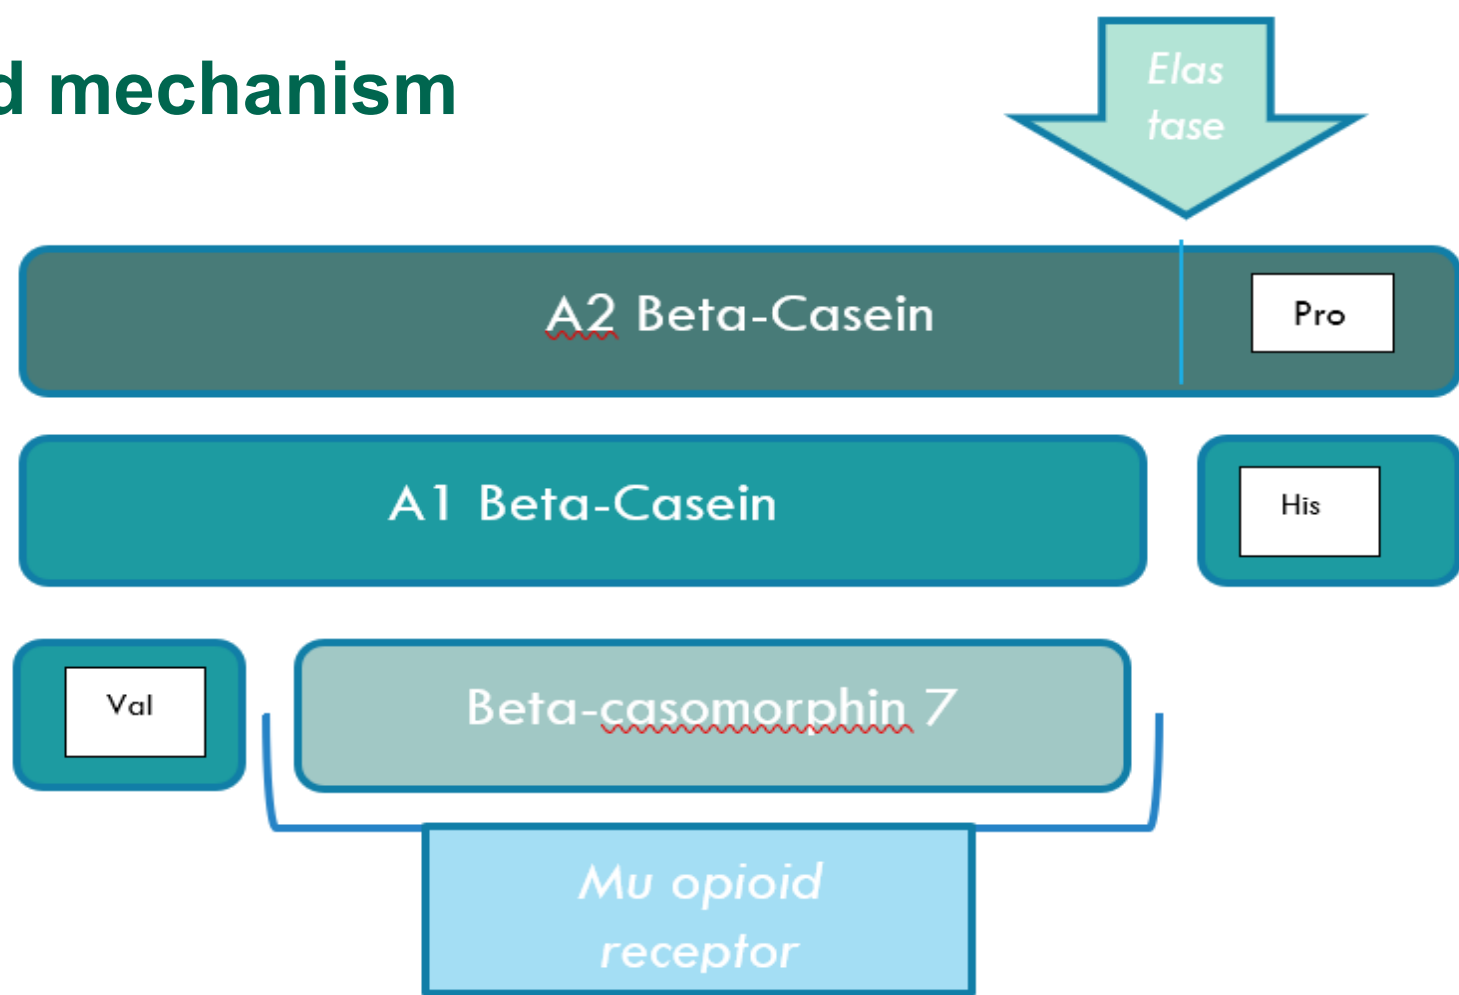 d mechanism
Elas
tase
A2 Beta-Casein
Pro
A1 Beta-Casein
His
Val
Beta-casomorphin 7
Mu opioid
receptor